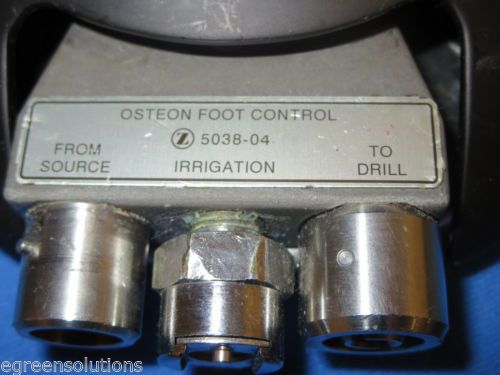 OSTEON FOOT CONTROL
Z 5038-04
FROM SOURCE
IRRIGATION
TO DRILL
© egreensolutions